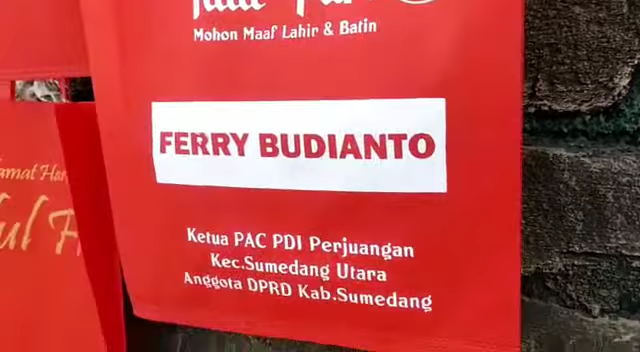 Mohon Maaf Lahir & Batin
FERRY BUDIANTO
Ketua PAC PDI Perjuangan
Kec.Sumedang Utara
Anggota DPRD Kab.Sumedang